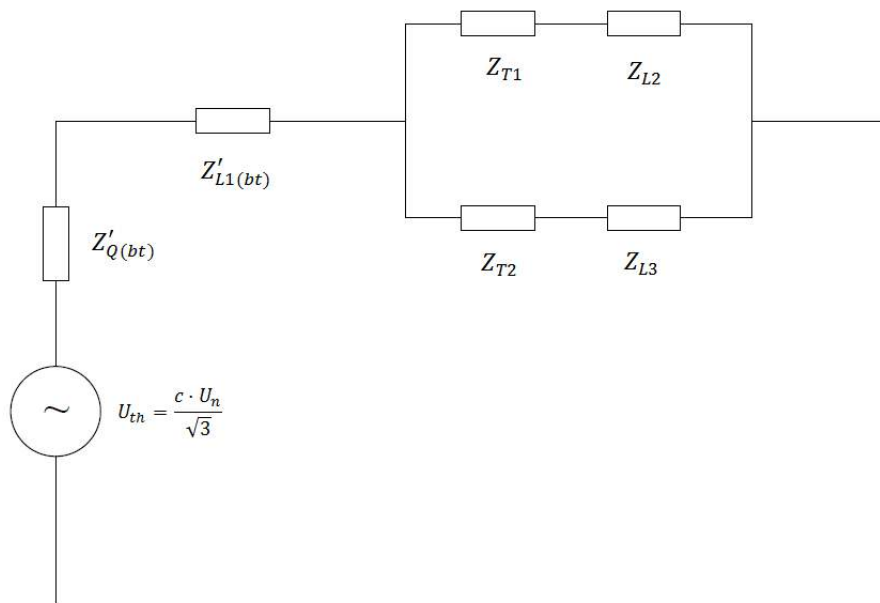 Z_{T1}
Z_{L2}
Z'_{L1(bt)}
Z'_{Q(bt)}
Z_{T2}
Z_{L3}
~
U_{th} = \frac{c \cdot U_n}{\sqrt{3}}